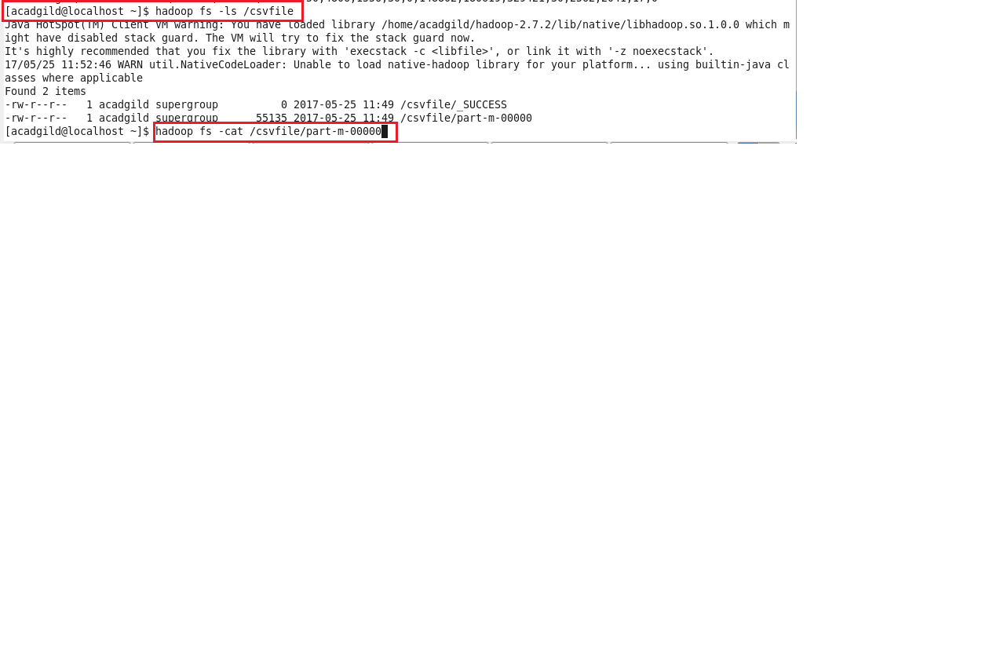 [acadgild@localhost ~]$ hadoop fs -ls /csvfile
Java HotSpot(TM) Client VM warning: You have loaded library /home/acadgild/hadoop-2.7.2/lib/native/libhadoop.so.1.0.0 which m
ight have disabled stack guard. The VM will try to fix the stack guard now.
It's highly recommended that you fix the library with 'execstack -c <libfile>', or link it with '-z noexecstack'.
17/05/25 11:52:46 WARN util.NativeCodeLoader: Unable to load native-hadoop library for your platform... using builtin-java cl
asses where applicable
Found 2 items
-rw-r--r--   1 acadgild supergroup          0 2017-05-25 11:49 /csvfile/_SUCCESS
-rw-r--r--   1 acadgild supergroup      55135 2017-05-25 11:49 /csvfile/part-m-00000
[acadgild@localhost ~]$ hadoop fs -cat /csvfile/part-m-00000